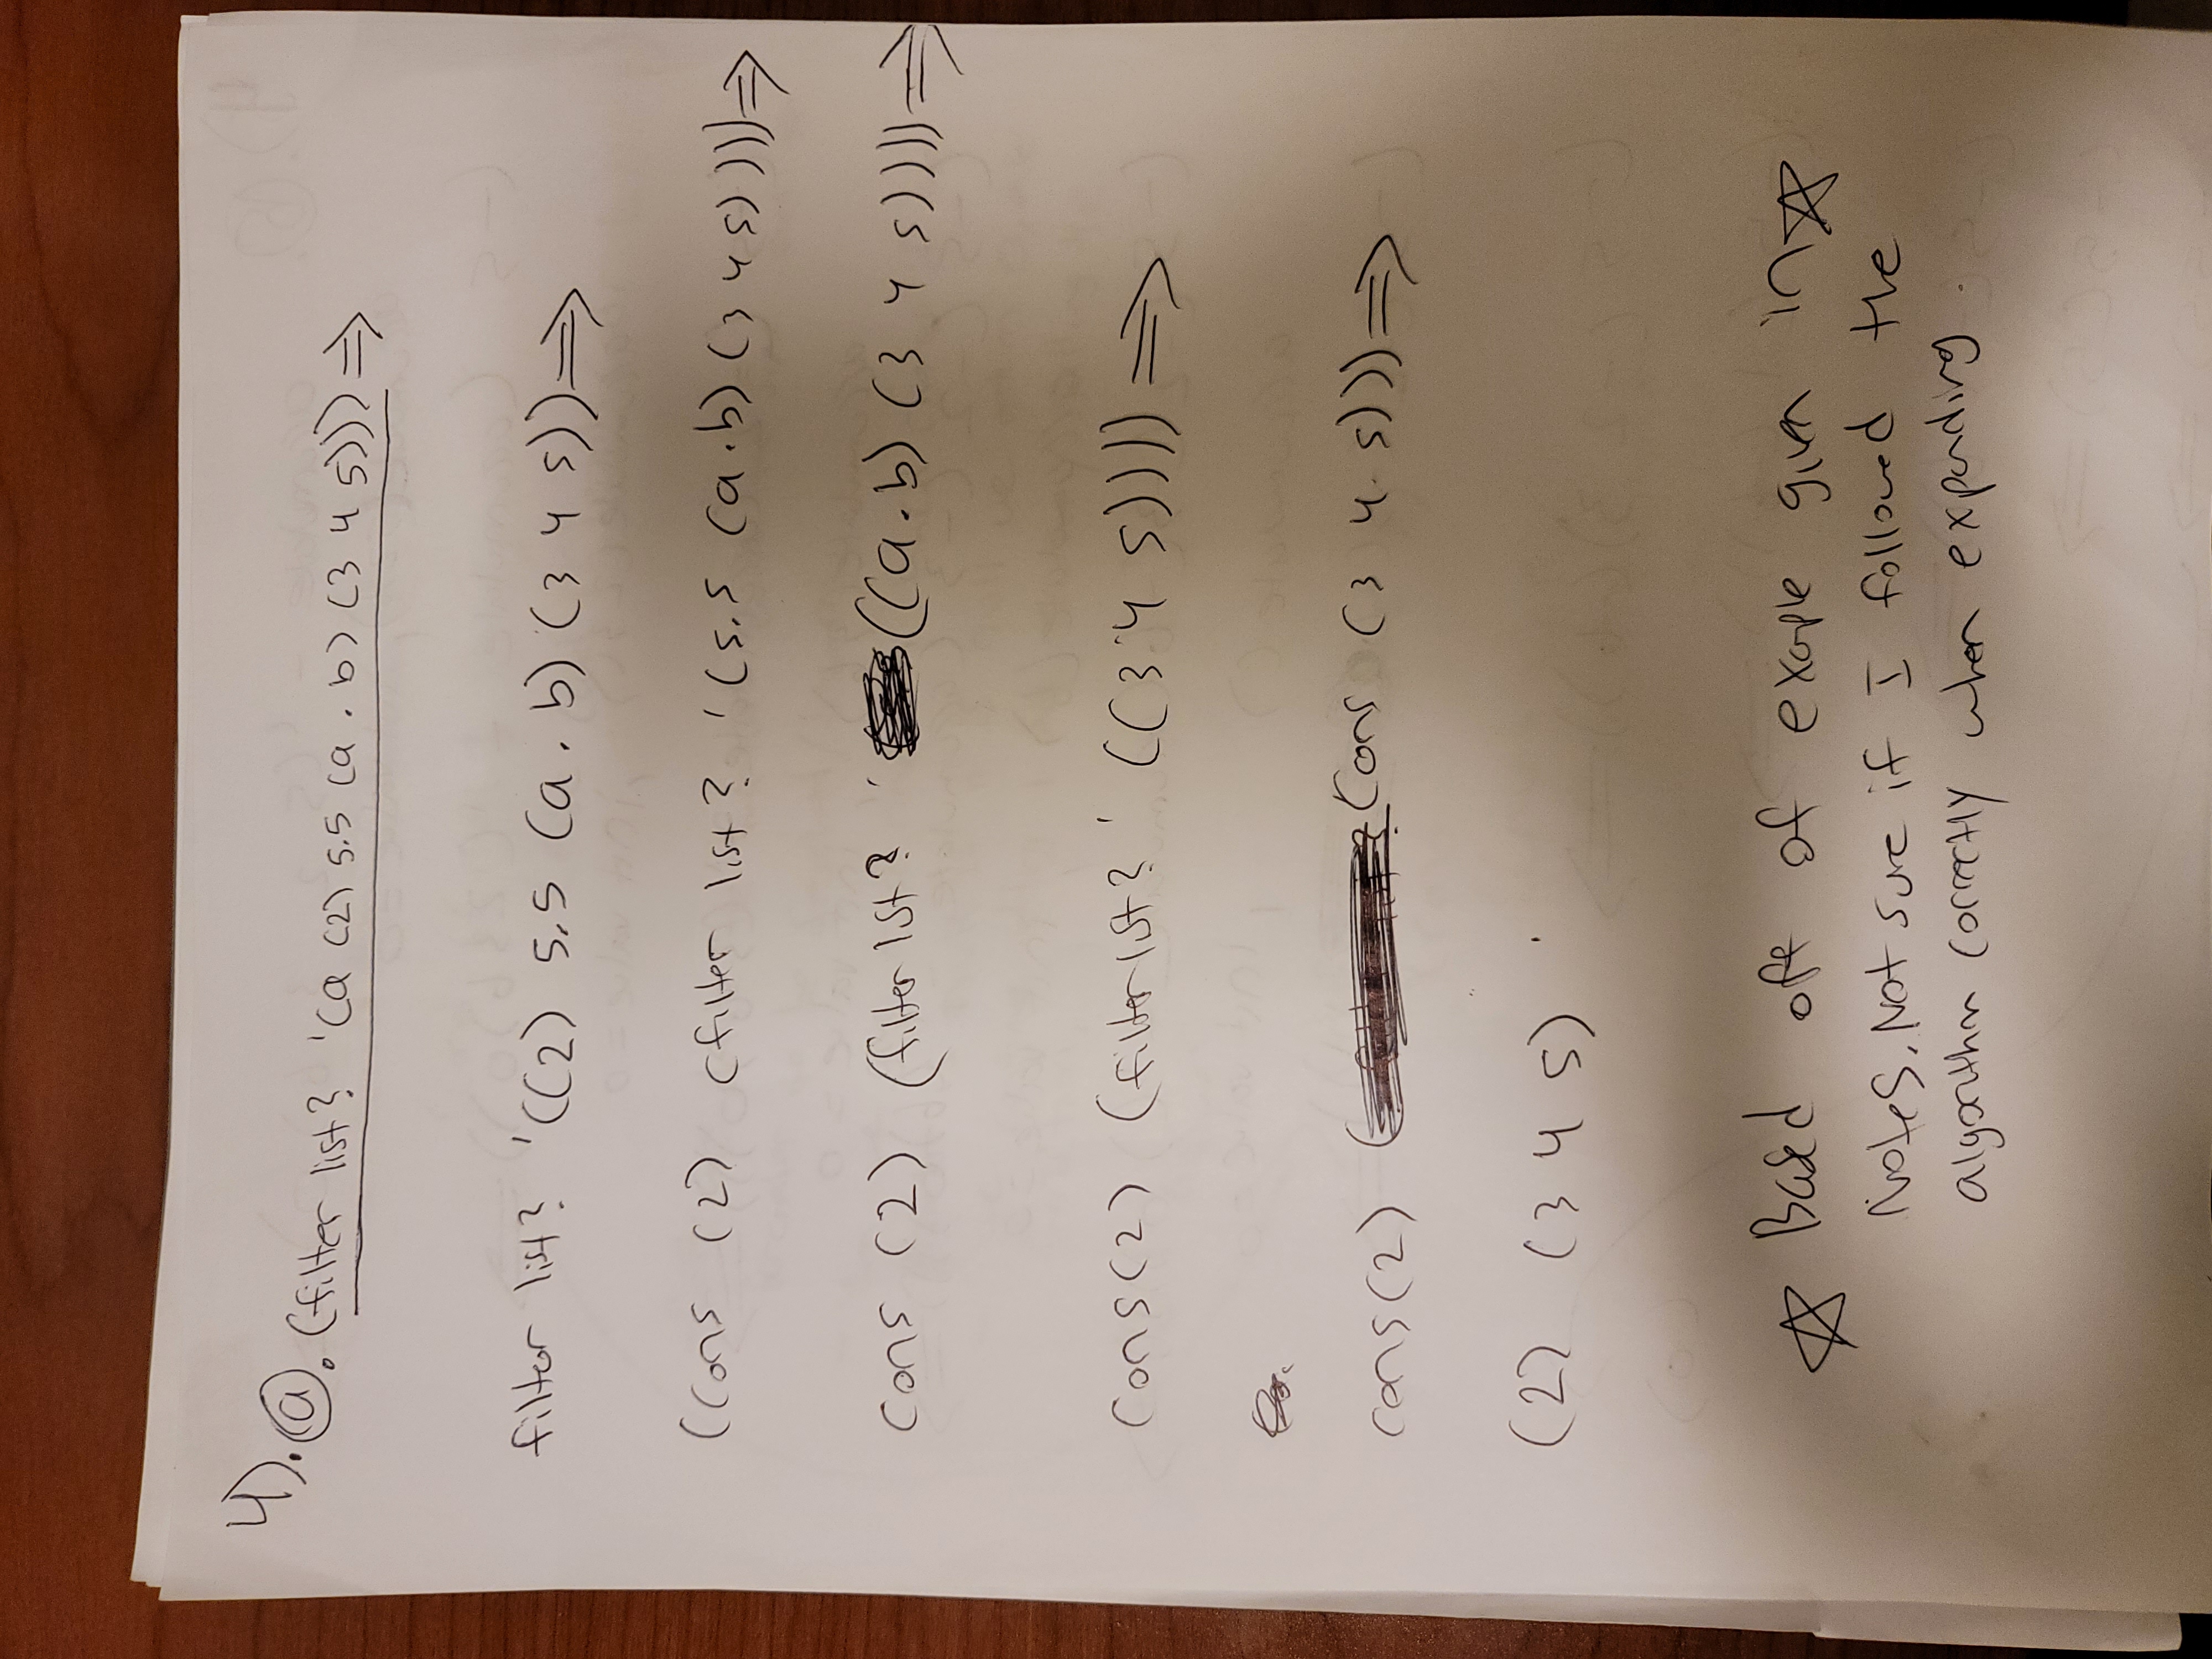 4). (a). (filter list? '(a (2) 5.5 (a . b) (3 4 5))) ⇒
filter list? '((2) 5.5 (a . b) (3 4 5)) ⇒
((cons (2) (filter list? '(5.5 (a . b) (3 4 5) )))) ⇒
cons (2) (filter list? ' ((a . b) (3 4 5)))) ⇒
cons (2) (filter list? ' ((3 4 5)))) ⇒
cons (2) (cons (3 4 5))) ⇒
(2) (3 4 5)
☆ Based off of exaple given in ☆
Notes. Not sure if I followed the
algorithm correctly when expanding.